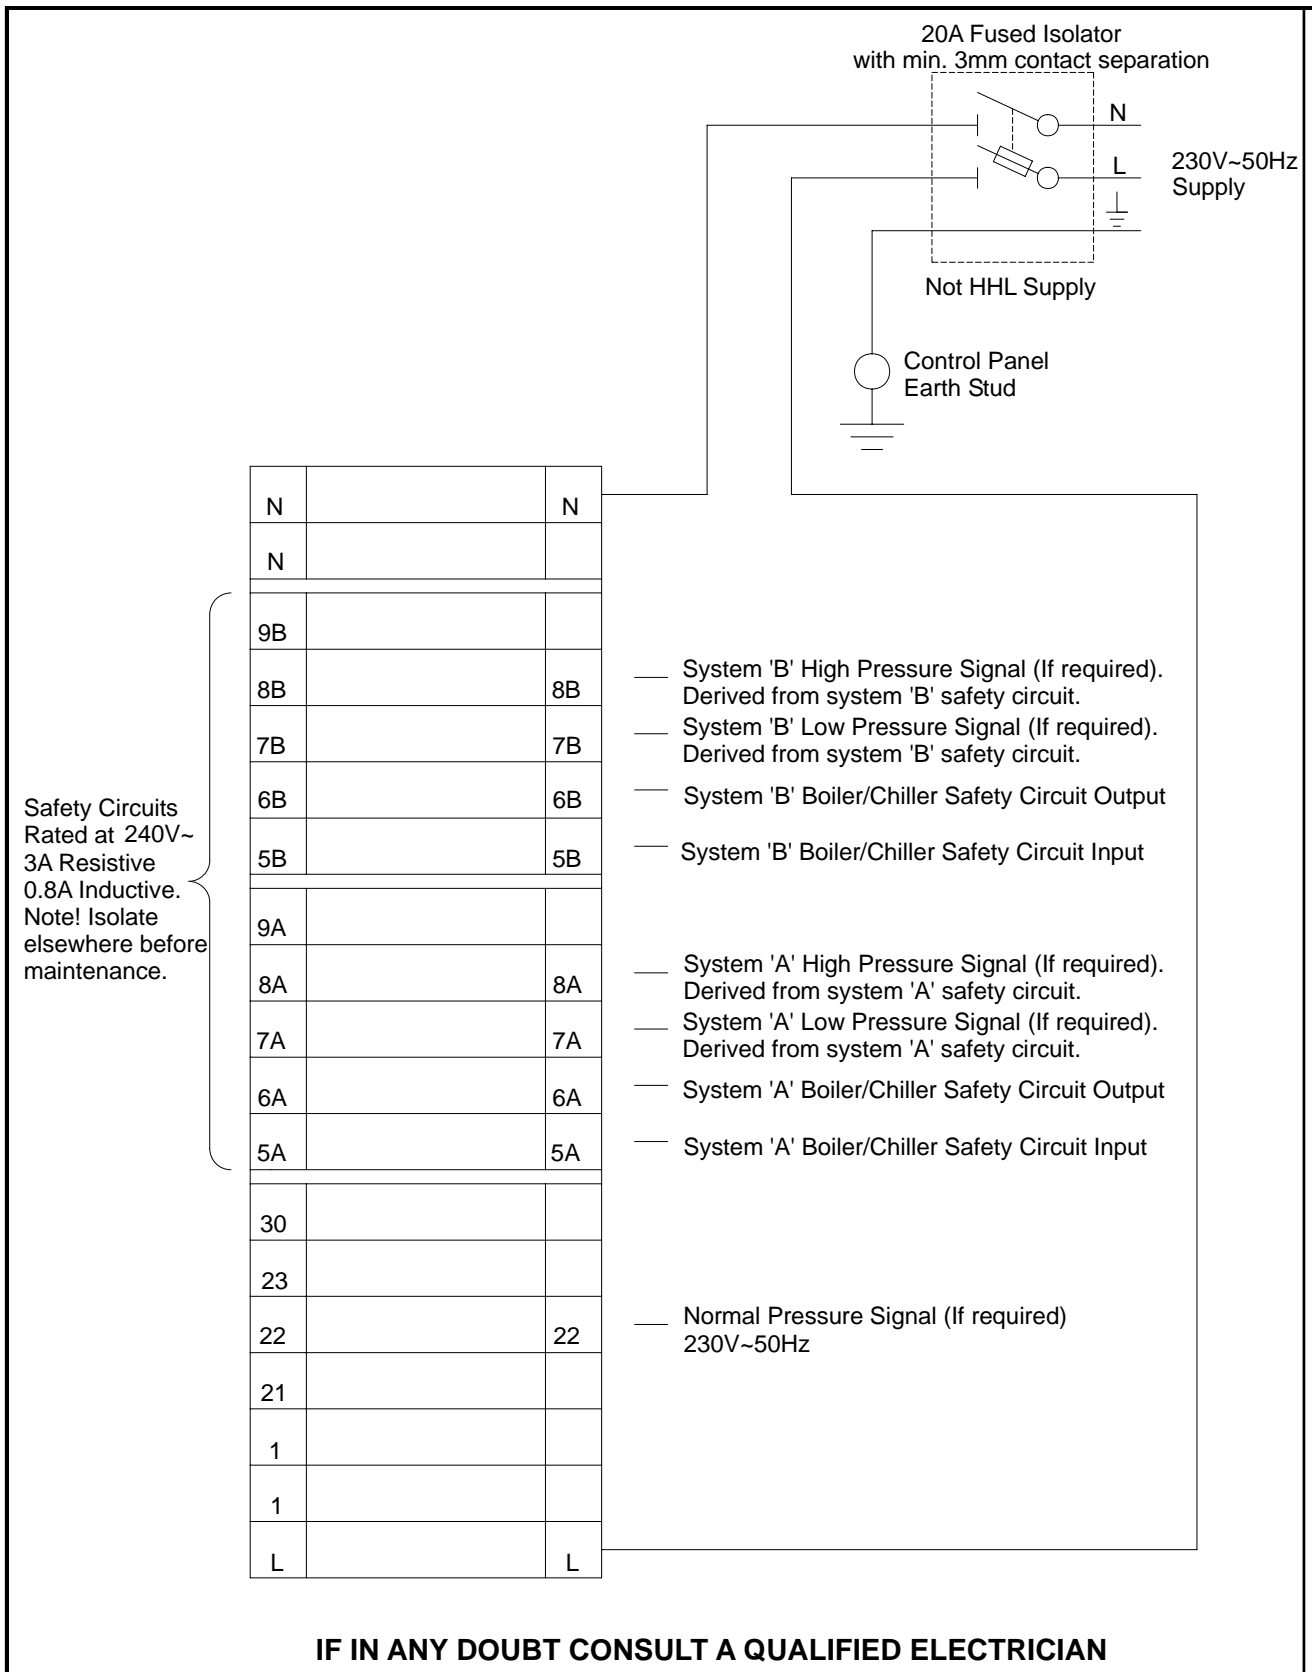 20A Fused Isolator
with min. 3mm contact separation
N
L
230V~50Hz
Supply
Not HHL Supply
Control Panel
Earth Stud
N N
N
9B
8B 8B
System 'B' High Pressure Signal (If required).
Derived from system 'B' safety circuit.
7B 7B
System 'B' Low Pressure Signal (If required).
Derived from system 'B' safety circuit.
6B 6B System 'B' Boiler/Chiller Safety Circuit Output
5B 5B System 'B' Boiler/Chiller Safety Circuit Input
Safety Circuits
Rated at 240V~
3A Resistive
0.8A Inductive.
Note! Isolate
elsewhere before
maintenance.
9A
8A 8A
System 'A' High Pressure Signal (If required).
Derived from system 'A' safety circuit.
7A 7A
System 'A' Low Pressure Signal (If required).
Derived from system 'A' safety circuit.
6A 6A System 'A' Boiler/Chiller Safety Circuit Output
5A 5A System 'A' Boiler/Chiller Safety Circuit Input
30
23
22 22
Normal Pressure Signal (If required)
230V~50Hz
21
1
1
L L
IF IN ANY DOUBT CONSULT A QUALIFIED ELECTRICIAN